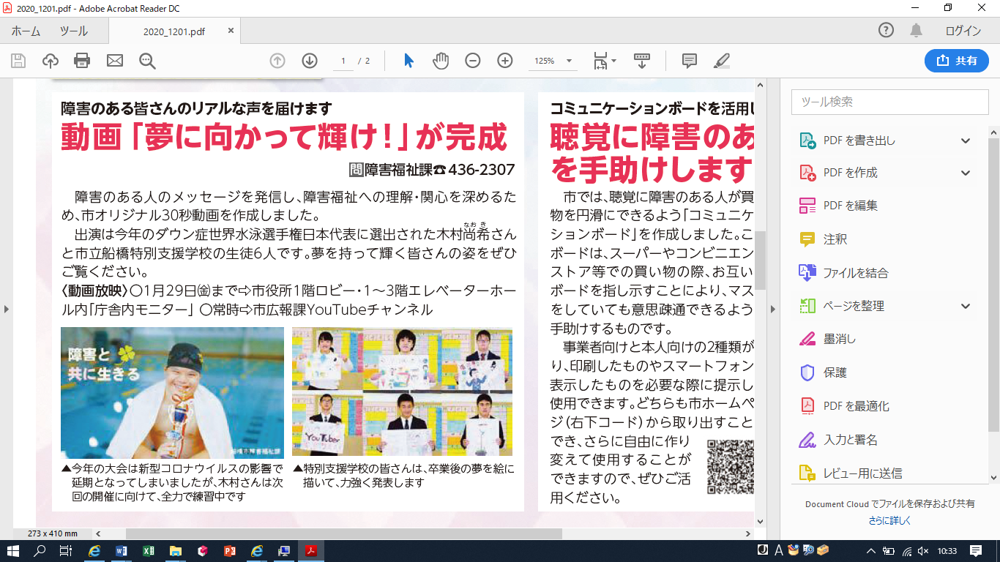 2020_1201.pdf - Adobe Acrobat Reader DC
ホーム ツール 2020_1201.pdf × ログイン
1 / 2 125% 共有
障害のある皆さんのリアルな声を届けます
動画「夢に向かって輝け!」が完成
問障害福祉課☎436-2307
障害のある人のメッセージを発信し、障害福祉への理解・関心を深めるた
め、市オリジナル30秒動画を作成しました。
なお き
出演は今年のダウン症世界水泳選手権日本代表に選出された木村尚希さん
と市立船橋特別支援学校の生徒6人です。夢を持って輝く皆さんの姿をぜひ
ご覧ください。
〈動画放映〉○1月29日㈮まで⇨市役所1階ロビー・1~3階エレベーターホー
ル内「庁舎内モニター」 ○常時⇨市広報課YouTubeチャンネル
障害と
共に生きる
船橋市障害福祉課
YouTuber
▲今年の大会は新型コロナウイルスの影響で
延期となってしまいましたが、木村さんは次
回の開催に向けて、全力で練習中です
▲特別支援学校の皆さんは、卒業後の夢を絵に
描いて、力強く発表します
コミュニケーションボードを活用し
聴覚に障害のあ
を手助けします
市では、聴覚に障害のある人が買
物を円滑にできるよう「コミュニケ
ションボード」を作成しました。こ
ボードは、スーパーやコンビニエン
ストア等での買い物の際、お互い
ボードを指し示すことにより、マス
をしていても意思疎通できるよう
手助けするものです。
事業者向けと本人向けの2種類が
り、印刷したものやスマートフォン
表示したものを必要な際に提示し
使用できます。どちらも市ホームペ
ジ(右下コード)から取り出すこと
でき、さらに自由に作り
変えて使用することが
できますので、ぜひご活
用ください。
ツール検索
PDF を書き出し
PDF を作成
PDF を編集
注釈
ファイルを結合
ページを整理
墨消し
保護
PDF を最適化
入力と署名
レビュー用に送信
Document Cloud でファイルを保存および共有
さらに詳しく
273 x 410 mm
A 10:33